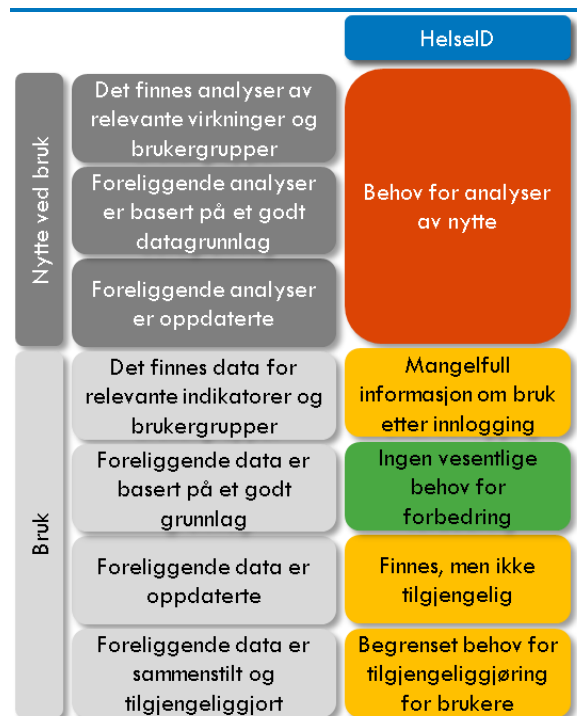 HelseID
Nytte ved bruk
Det finnes analyser av
relevante virkninger og
brukergrupper
Foreliggende analyser
er basert på et godt
datagrunnlag
Foreliggende analyser
er oppdaterte
Behov for analyser
av nytte
Bruk
Det finnes data for
relevante indikatorer og
brukergrupper
Mangelfull
informasjon om bruk
etter innlogging
Foreliggende data er
basert på et godt
grunnlag
Ingen vesentlige
behov for
forbedring
Foreliggende data er
oppdaterte
Finnes, men ikke
tilgjengelig
Foreliggende data er
sammenstilt og
tilgjengeliggjort
Begrenset behov for
tilgjengeliggjøring
for brukere